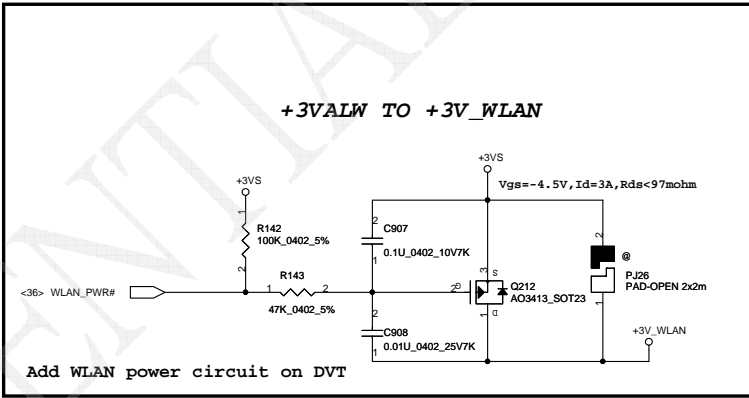 +3VALW TO +3V_WLAN
+3VS
Vgs=-4.5V,Id=3A,Rds<97mohm
+3VS
1
R142
100K_0402_5%
2
2
C907
0.1U_0402_10V7K
1
2
@
PJ26
PAD-OPEN 2x2m
1
<36> WLAN_PWR#
R143
1
2
47K_0402_5%
2
G
3
S
Q212
AO3413_SOT23
1
D
2
C908
0.01U_0402_25V7K
1
+3V_WLAN
Add WLAN power circuit on DVT
ENTIAL